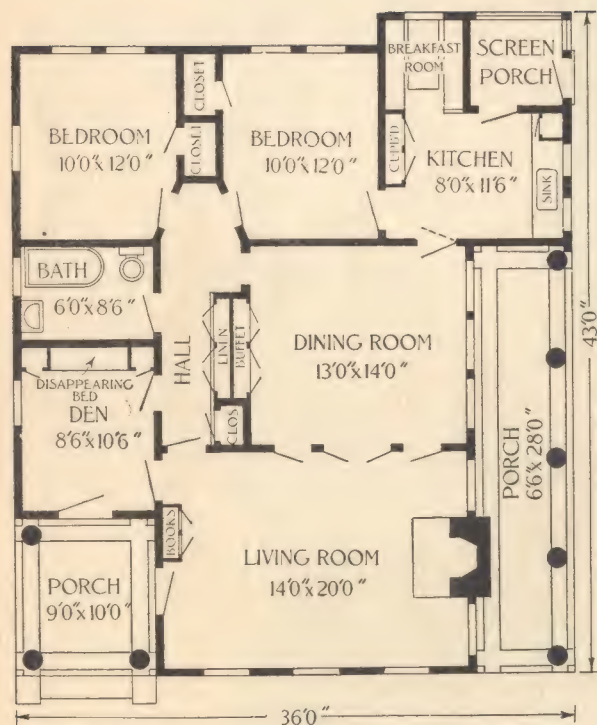 BREAKFAST
ROOM
SCREEN
PORCH
CLOSET
BEDROOM
10'0" x 12'0"
CLOSET
BEDROOM
10'0" x 12'0"
CUPB'D
KITCHEN
8'0" x 11'6
SINK
BATH
6'0" x 8'6"
HALL
LINEN
BUFFET
DINING ROOM
13'0" x 14'0"
43'0"
DISAPPEARING
BED
DEN
8'6" x 10'6"
CLOS
PORCH
6'6" x 28'0"
BOOKS
LIVING ROOM
14'0" x 20'0"
PORCH
9'0" x 10'0"
36'0"